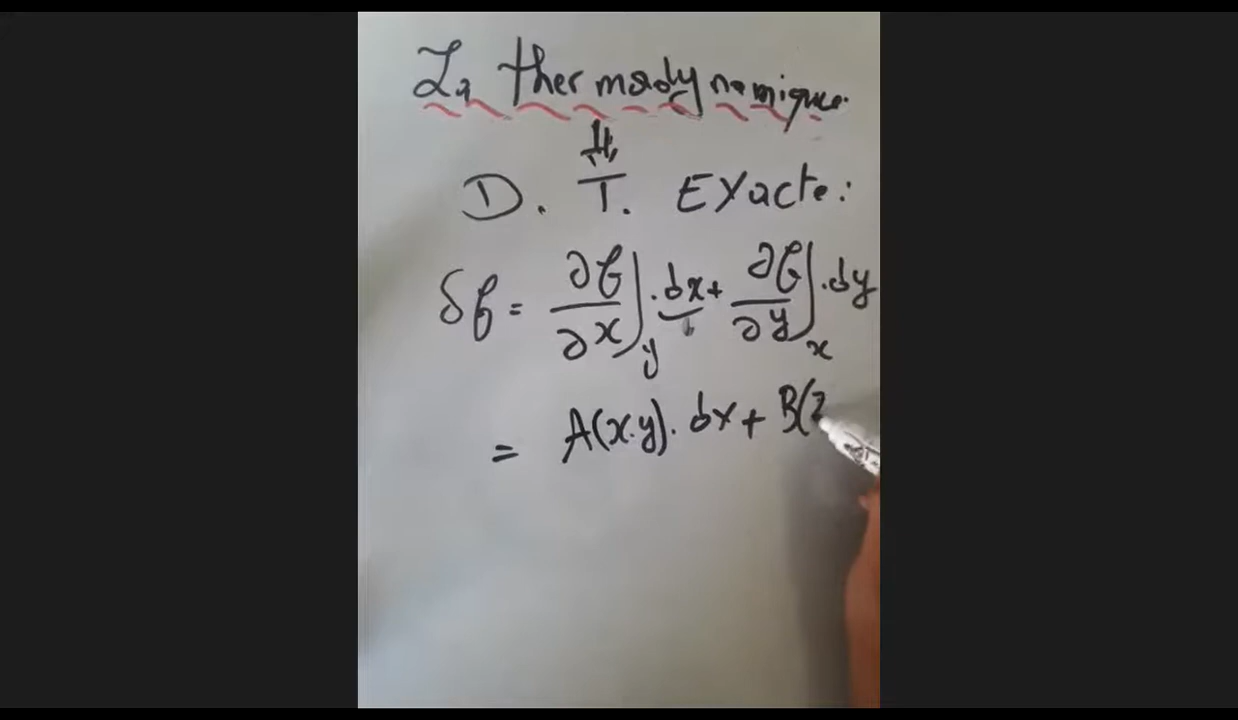 La thermodynamique
D. T. Exacte:
δf = ∂f/∂x)y . dx + ∂f/∂y)x . dy
= A(x.y). dx + B(